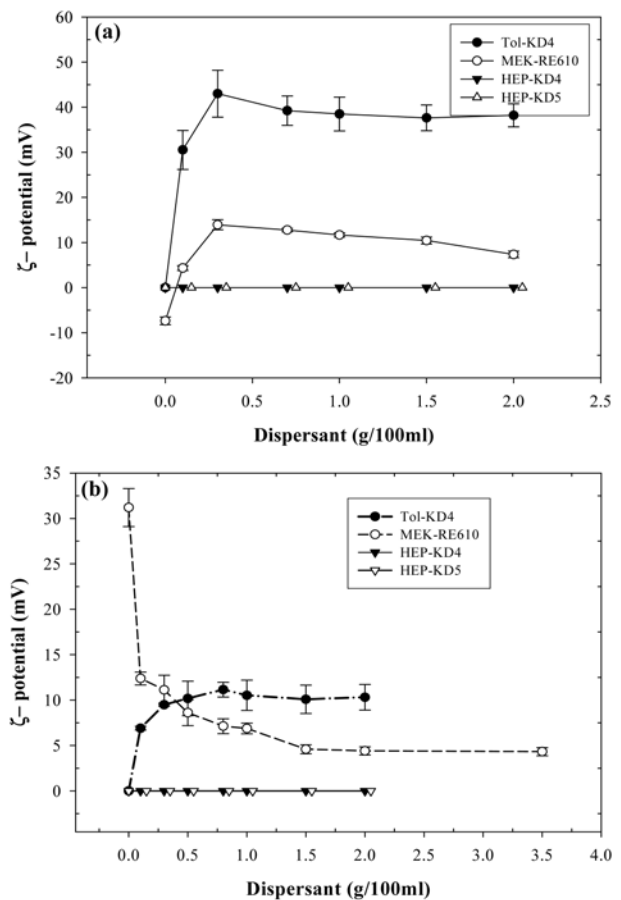 (a)
Tol-KD4
MEK-RE610
HEP-KD4
HEP-KD5
60
50
40
30
20
10
0
-10
-20
ζ– potential (mV)
0.0 0.5 1.0 1.5 2.0 2.5
Dispersant (g/100ml)
(b)
Tol-KD4
MEK-RE610
HEP-KD4
HEP-KD5
35
30
25
20
15
10
5
0
ζ– potential (mV)
0.0 0.5 1.0 1.5 2.0 2.5 3.0 3.5 4.0
Dispersant (g/100ml)